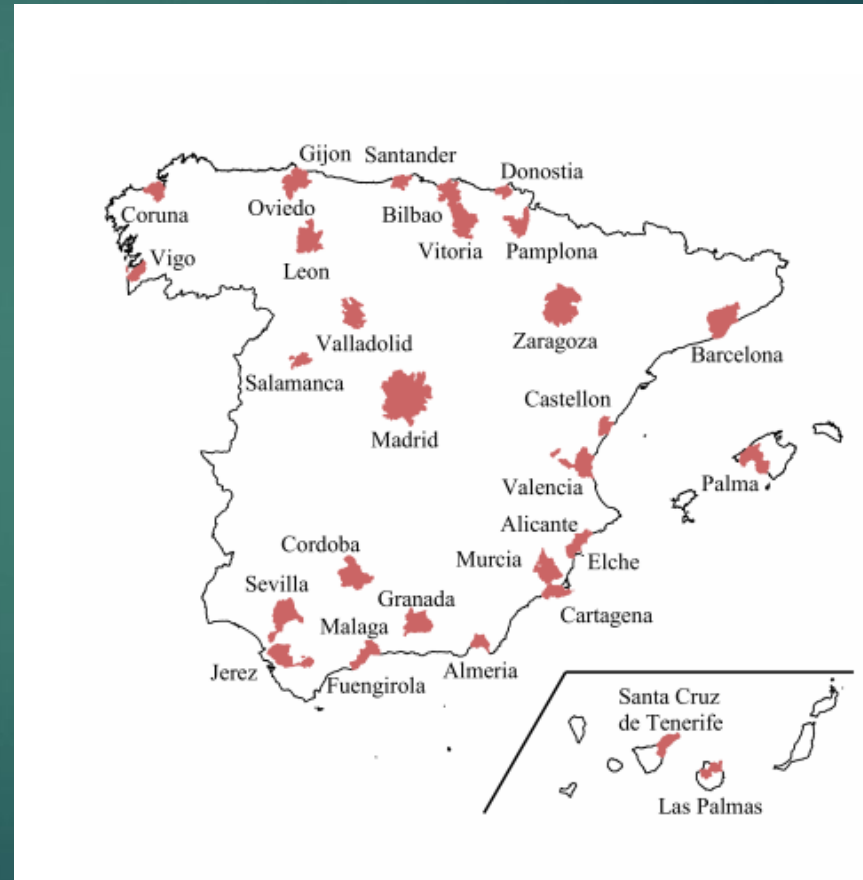 Gijon
Santander
Donostia
Coruna
Oviedo
Bilbao
Vitoria
Pamplona
Vigo
Leon
Valladolid
Zaragoza
Barcelona
Salamanca
Castellon
Madrid
Palma
Valencia
Alicante
Cordoba
Murcia
Elche
Sevilla
Granada
Cartagena
Malaga
Jerez
Fuengirola
Almeria
Santa Cruz
de Tenerife
Las Palmas